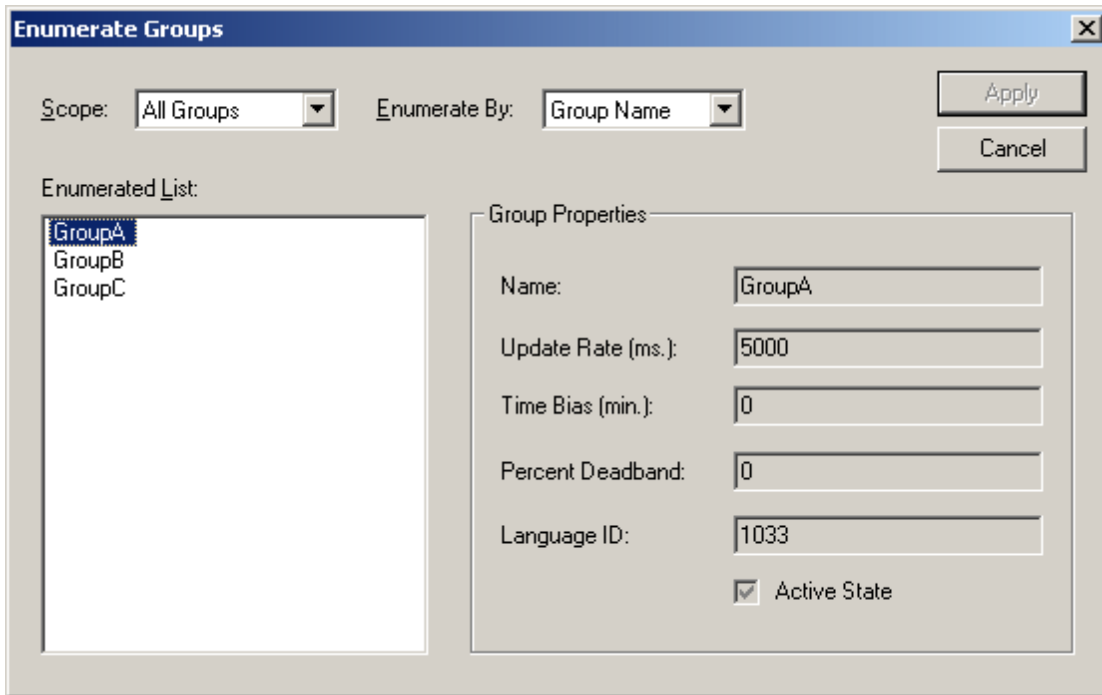 Enumerate Groups
Scope: All Groups Enumerate By: Group Name
Apply
Cancel
Enumerated List:
GroupA
GroupB
GroupC
Group Properties
Name: GroupA
Update Rate (ms.): 5000
Time Bias (min.): 0
Percent Deadband: 0
Language ID: 1033
Active State